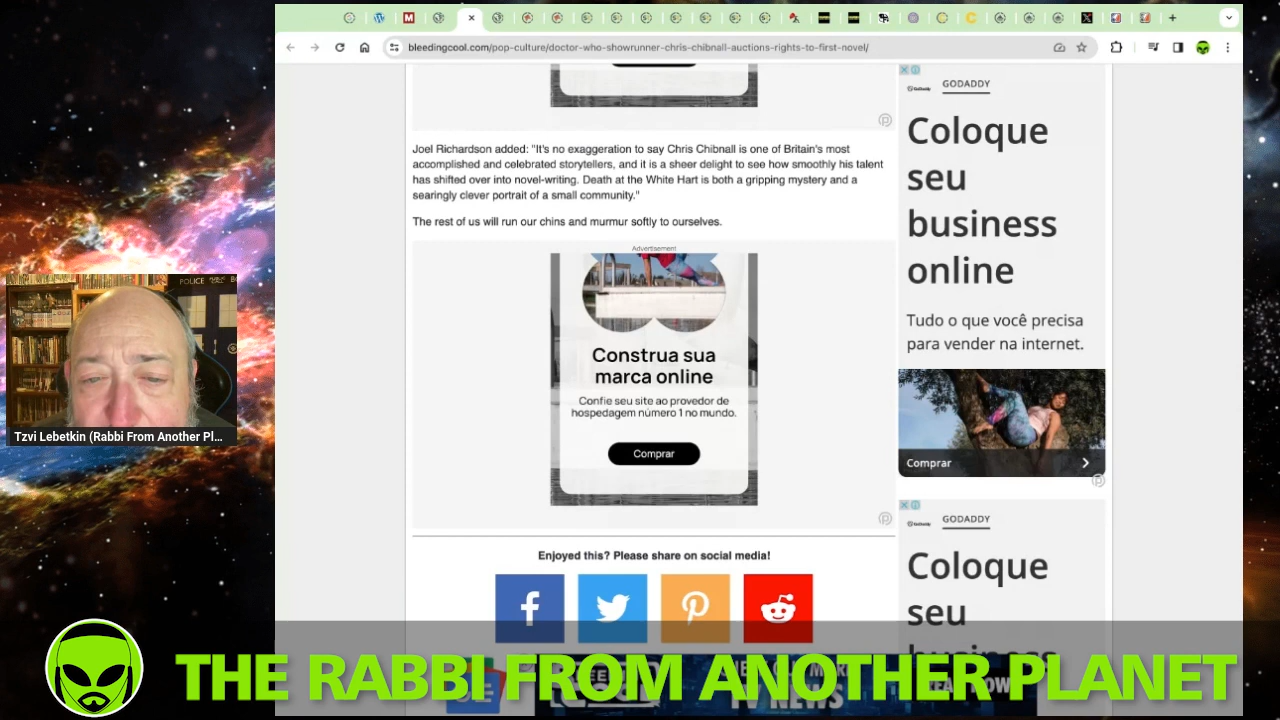 bleedingcool.com/pop-culture/doctor-who-showrunner-chris-chibnall-auctions-rights-to-first-novel/
Joel Richardson added: "It's no exaggeration to say Chris Chibnall is one of Britain's most
accomplished and celebrated storytellers, and it is a sheer delight to see how smoothly his talent
has shifted over into novel-writing. Death at the White Hart is both a gripping mystery and a
searingly clever portrait of a small community."
The rest of us will run our chins and murmur softly to ourselves.
Advertisement
Construa sua
marca online
Confie seu site ao provedor de
hospedagem número 1 no mundo.
Comprar
Enjoyed this? Please share on social media!
GoDaddy
GODADDY
Coloque
seu
business
online
Tudo o que você precisa
para vender na internet.
Comprar
GoDaddy
GODADDY
Coloque
seu
business
POLICE
Tzvi Lebetkin (Rabbi From Another Pl...
THE RABBI FROM ANOTHER PLANET